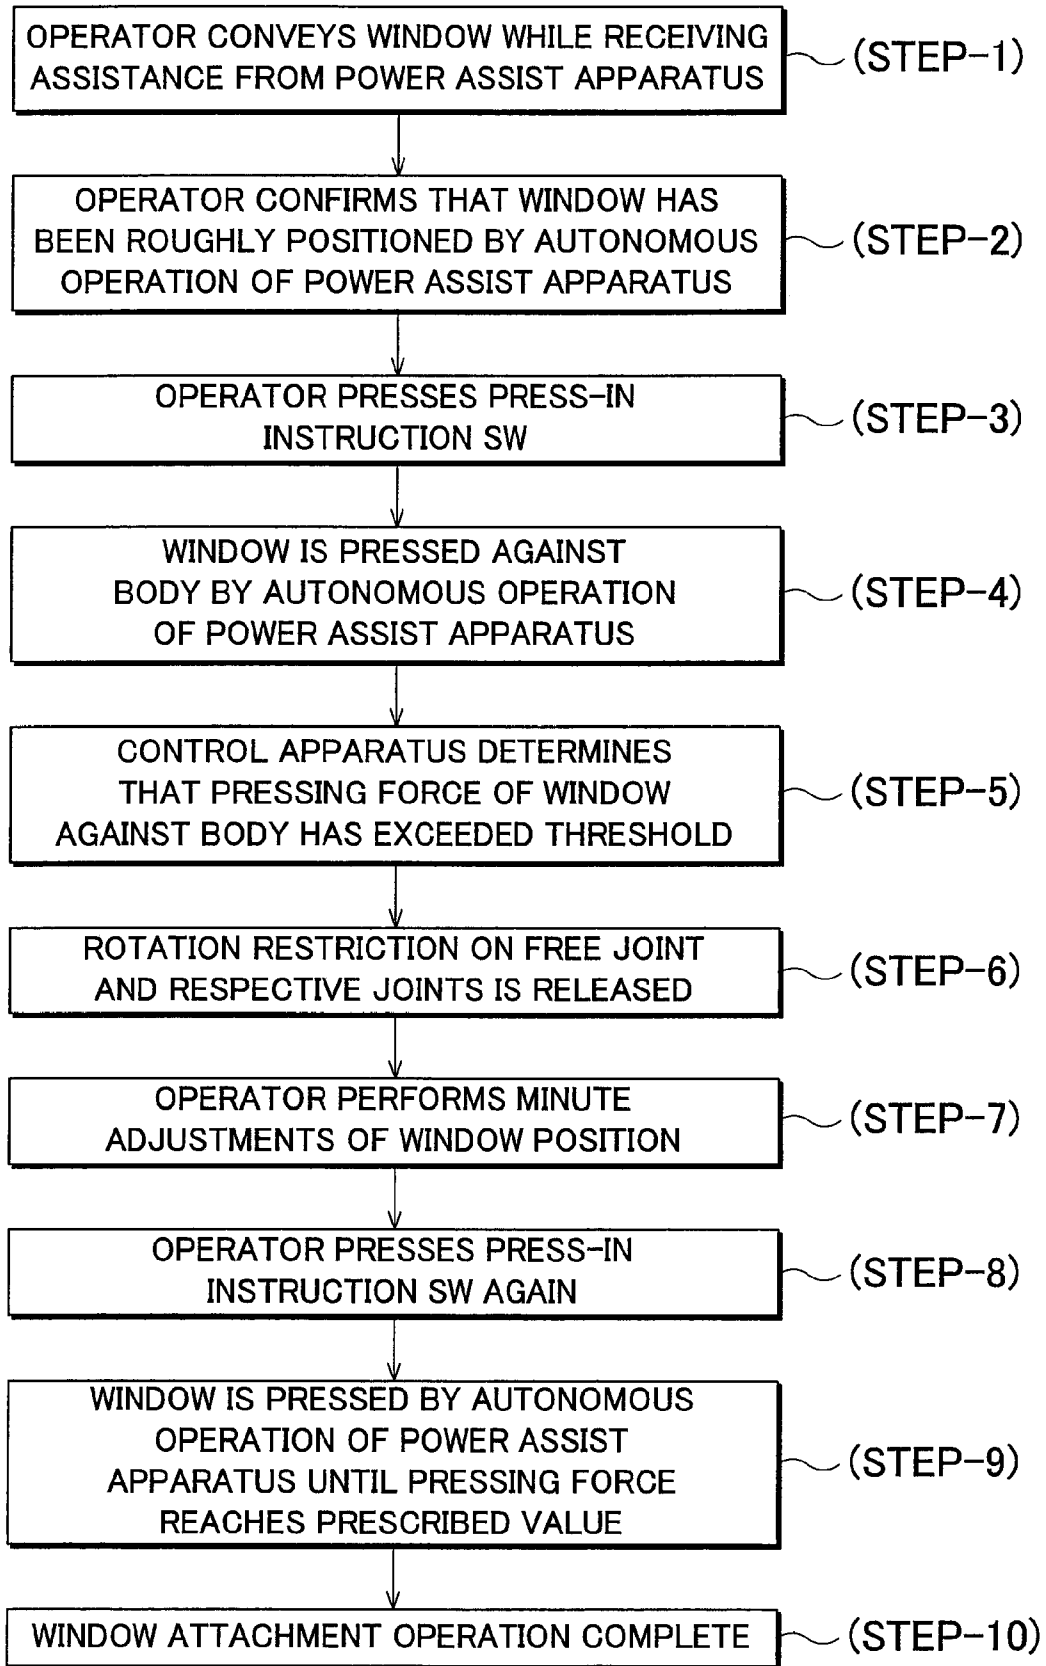 OPERATOR CONVEYS WINDOW WHILE RECEIVING
ASSISTANCE FROM POWER ASSIST APPARATUS
(STEP-1)
OPERATOR CONFIRMS THAT WINDOW HAS
BEEN ROUGHLY POSITIONED BY AUTONOMOUS
OPERATION OF POWER ASSIST APPARATUS
(STEP-2)
OPERATOR PRESSES PRESS-IN
INSTRUCTION SW
(STEP-3)
WINDOW IS PRESSED AGAINST
BODY BY AUTONOMOUS OPERATION
OF POWER ASSIST APPARATUS
(STEP-4)
CONTROL APPARATUS DETERMINES
THAT PRESSING FORCE OF WINDOW
AGAINST BODY HAS EXCEEDED THRESHOLD
(STEP-5)
ROTATION RESTRICTION ON FREE JOINT
AND RESPECTIVE JOINTS IS RELEASED
(STEP-6)
OPERATOR PERFORMS MINUTE
ADJUSTMENTS OF WINDOW POSITION
(STEP-7)
OPERATOR PRESSES PRESS-IN
INSTRUCTION SW AGAIN
(STEP-8)
WINDOW IS PRESSED BY AUTONOMOUS
OPERATION OF POWER ASSIST
APPARATUS UNTIL PRESSING FORCE
REACHES PRESCRIBED VALUE
(STEP-9)
WINDOW ATTACHMENT OPERATION COMPLETE
(STEP-10)